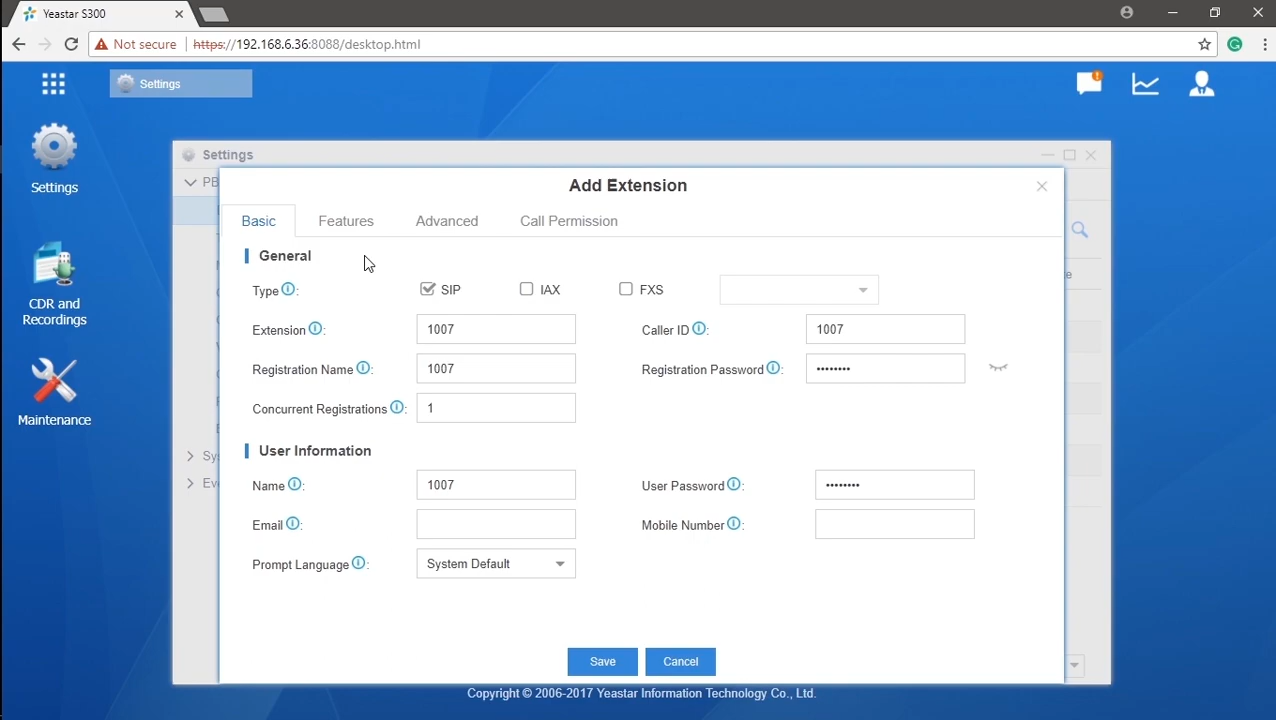 Yeastar S300
Not secure https://192.168.6.36:8088/desktop.html
Settings
Settings
CDR and
Recordings
Maintenance
Settings
PB
Add Extension
Basic Features Advanced Call Permission
General
Type : SIP IAX FXS
Extension : 1007 Caller ID : 1007
Registration Name : 1007 Registration Password : ••••••••
Concurrent Registrations : 1
User Information
Name : 1007 User Password : ••••••••
Email : Mobile Number :
Prompt Language : System Default
Sy
Eve
Save Cancel
Copyright © 2006-2017 Yeastar Information Technology Co., Ltd.